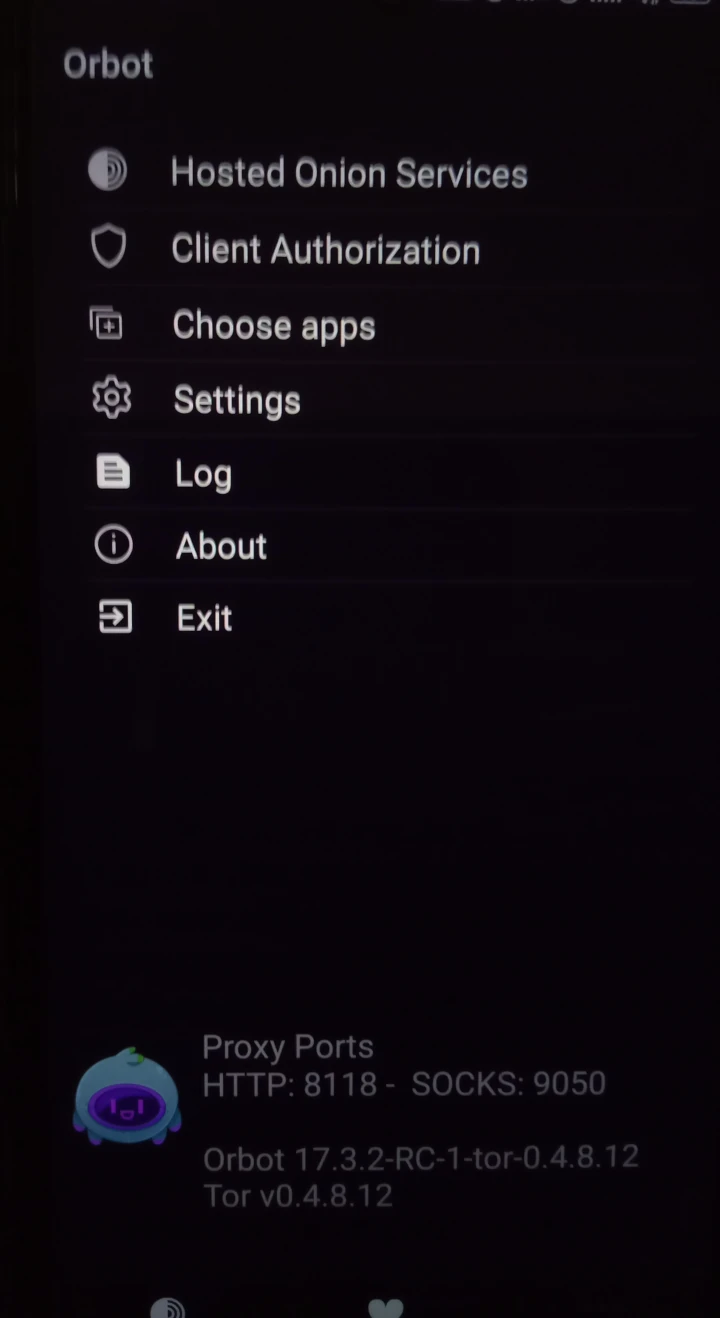 Orbot
Hosted Onion Services
Client Authorization
Choose apps
Settings
Log
About
Exit
Proxy Ports
HTTP: 8118 - SOCKS: 9050
Orbot 17.3.2-RC-1-tor-0.4.8.12
Tor v0.4.8.12